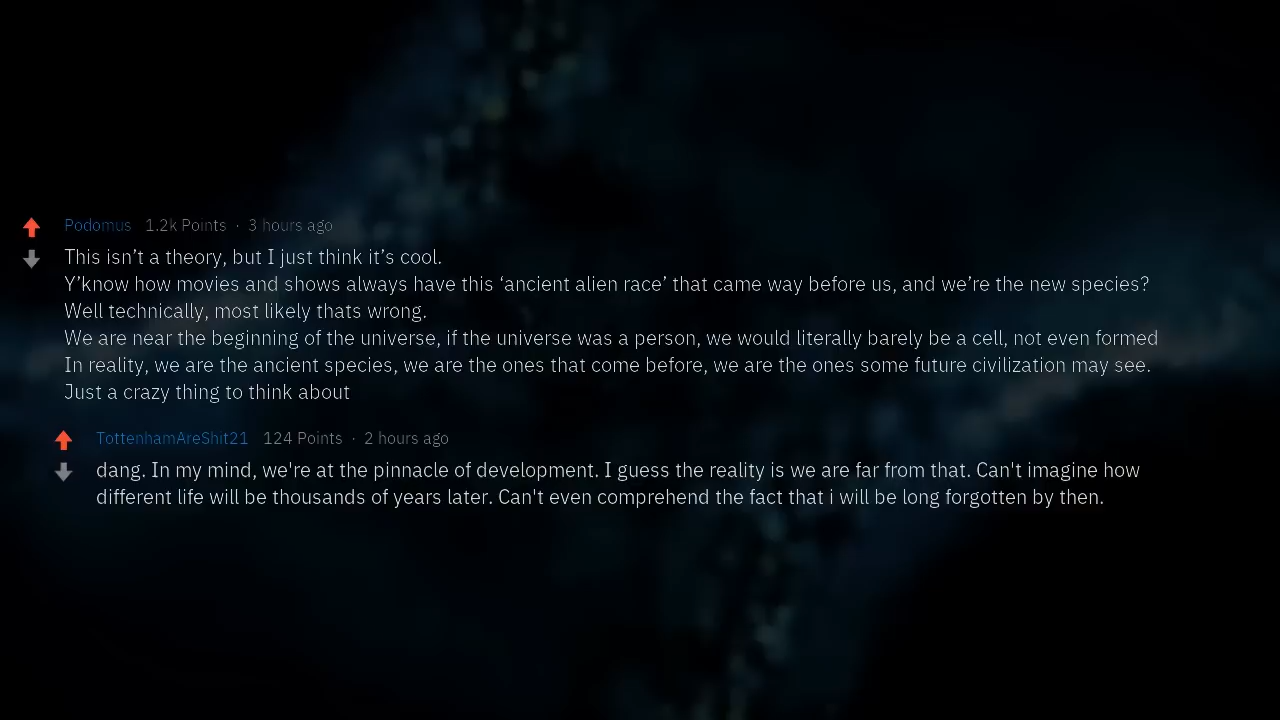 Podomus 1.2k Points · 3 hours ago
This isn’t a theory, but I just think it’s cool.
Y’know how movies and shows always have this ‘ancient alien race’ that came way before us, and we’re the new species?
Well technically, most likely thats wrong.
We are near the beginning of the universe, if the universe was a person, we would literally barely be a cell, not even formed
In reality, we are the ancient species, we are the ones that come before, we are the ones some future civilization may see.
Just a crazy thing to think about
TottenhamAreShit21 124 Points · 2 hours ago
dang. In my mind, we're at the pinnacle of development. I guess the reality is we are far from that. Can't imagine how
different life will be thousands of years later. Can't even comprehend the fact that i will be long forgotten by then.